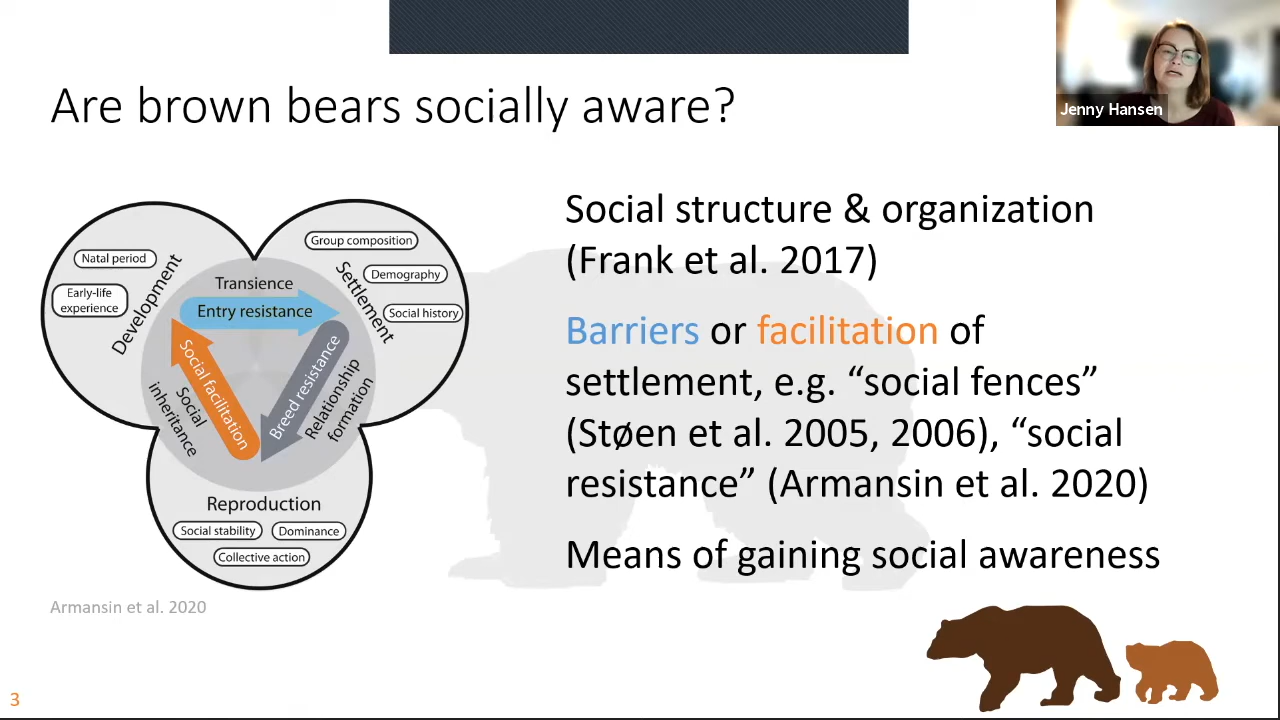 Jenny Hansen
Are brown bears socially aware?
Natal period
Early-life
experience
Development
Group composition
Demography
Social history
Settlement
Transience
Entry resistance
Social facilitation
Social
inheritance
Breed resistance
Relationship
formation
Reproduction
Social stability
Dominance
Collective action
Armansin et al. 2020
Social structure & organization
(Frank et al. 2017)
Barriers or facilitation of
settlement, e.g. “social fences”
(Støen et al. 2005, 2006), “social
resistance” (Armansin et al. 2020)
Means of gaining social awareness
3